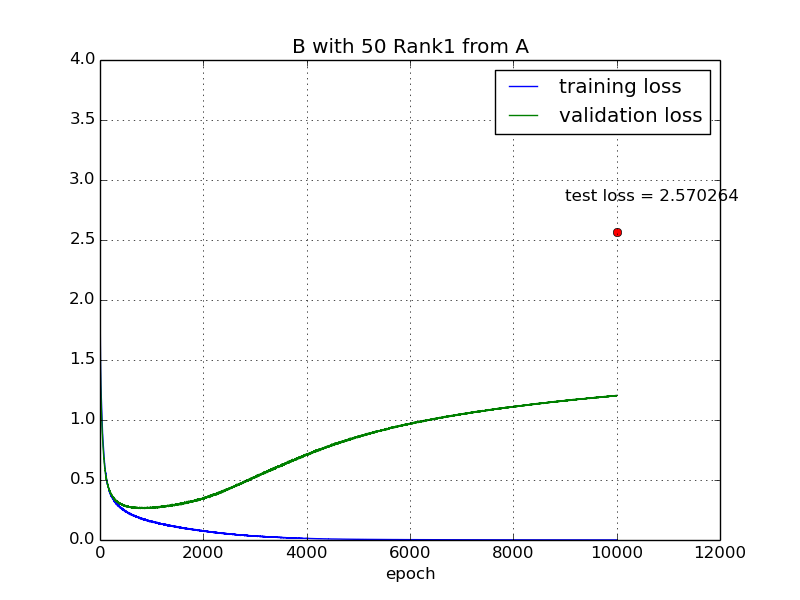 B with 50 Rank1 from A
training loss
validation loss
test loss = 2.570264
4.0
3.5
3.0
2.5
2.0
1.5
1.0
0.5
0.0
0 2000 4000 6000 8000 10000 12000
epoch